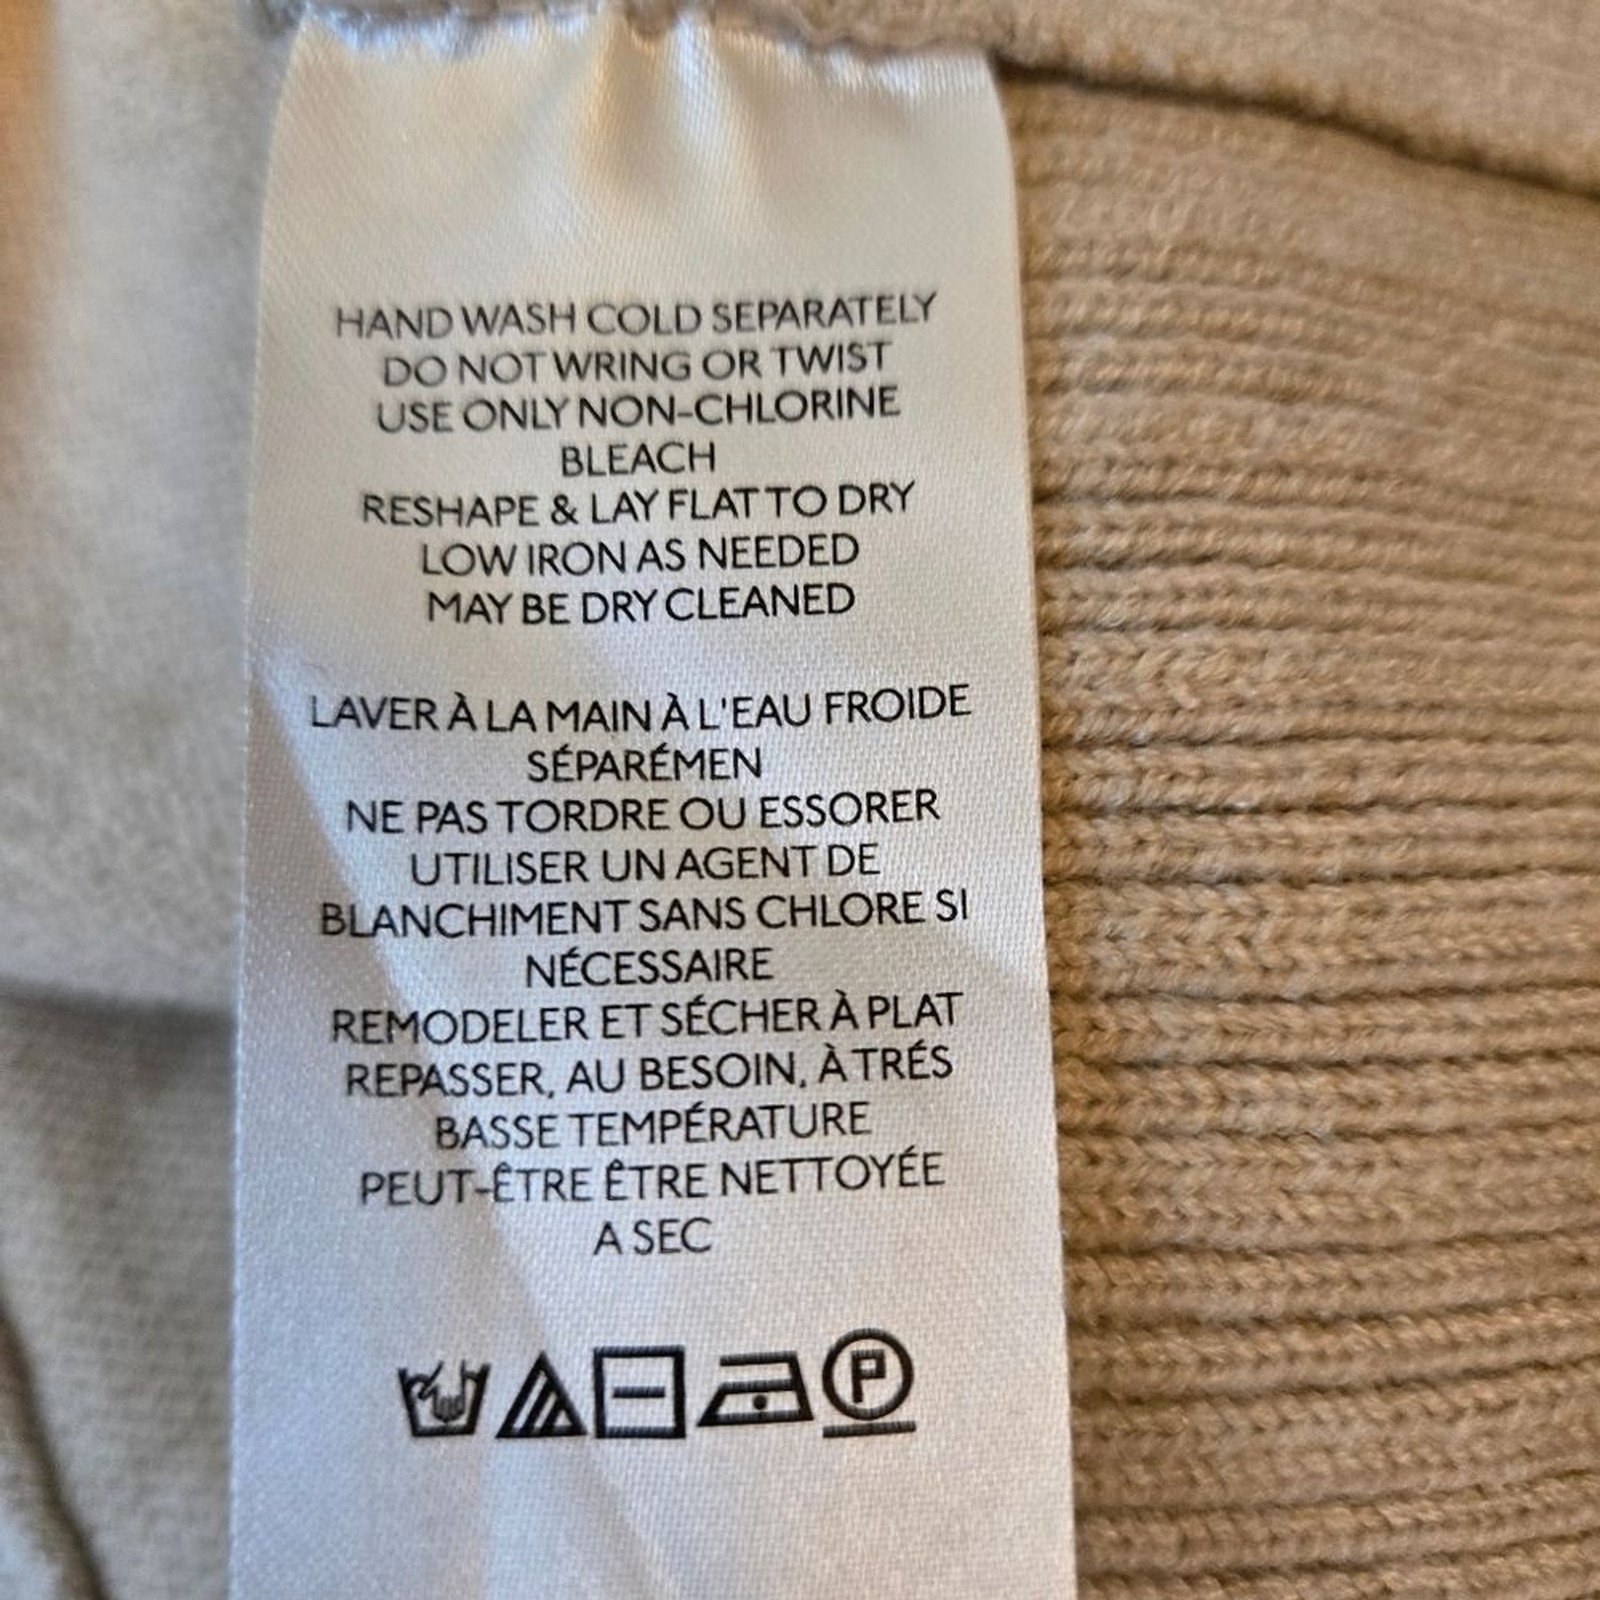 HAND WASH COLD SEPARATELY
DO NOT WRING OR TWIST
USE ONLY NON-CHLORINE
BLEACH
RESHAPE & LAY FLAT TO DRY
LOW IRON AS NEEDED
MAY BE DRY CLEANED
LAVER À LA MAIN À L'EAU FROIDE
SÉPARÉMEN
NE PAS TORDRE OU ESSORER
UTILISER UN AGENT DE
BLANCHIMENT SANS CHLORE SI
NÉCESSAIRE
REMODELER ET SÉCHER À PLAT
REPASSER, AU BESOIN, À TRÉS
BASSE TEMPÉRATURE
PEUT-ÊTRE ÊTRE NETTOYÉE
A SEC
P